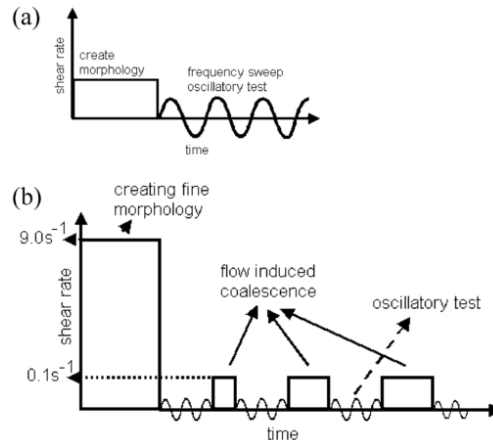 (a)
shear rate
create
morphology
frequency sweep
oscillatory test
time
(b)
creating fine
morphology
9.0s⁻¹
shear rate
flow induced
coalescence
oscillatory test
0.1s⁻¹
time